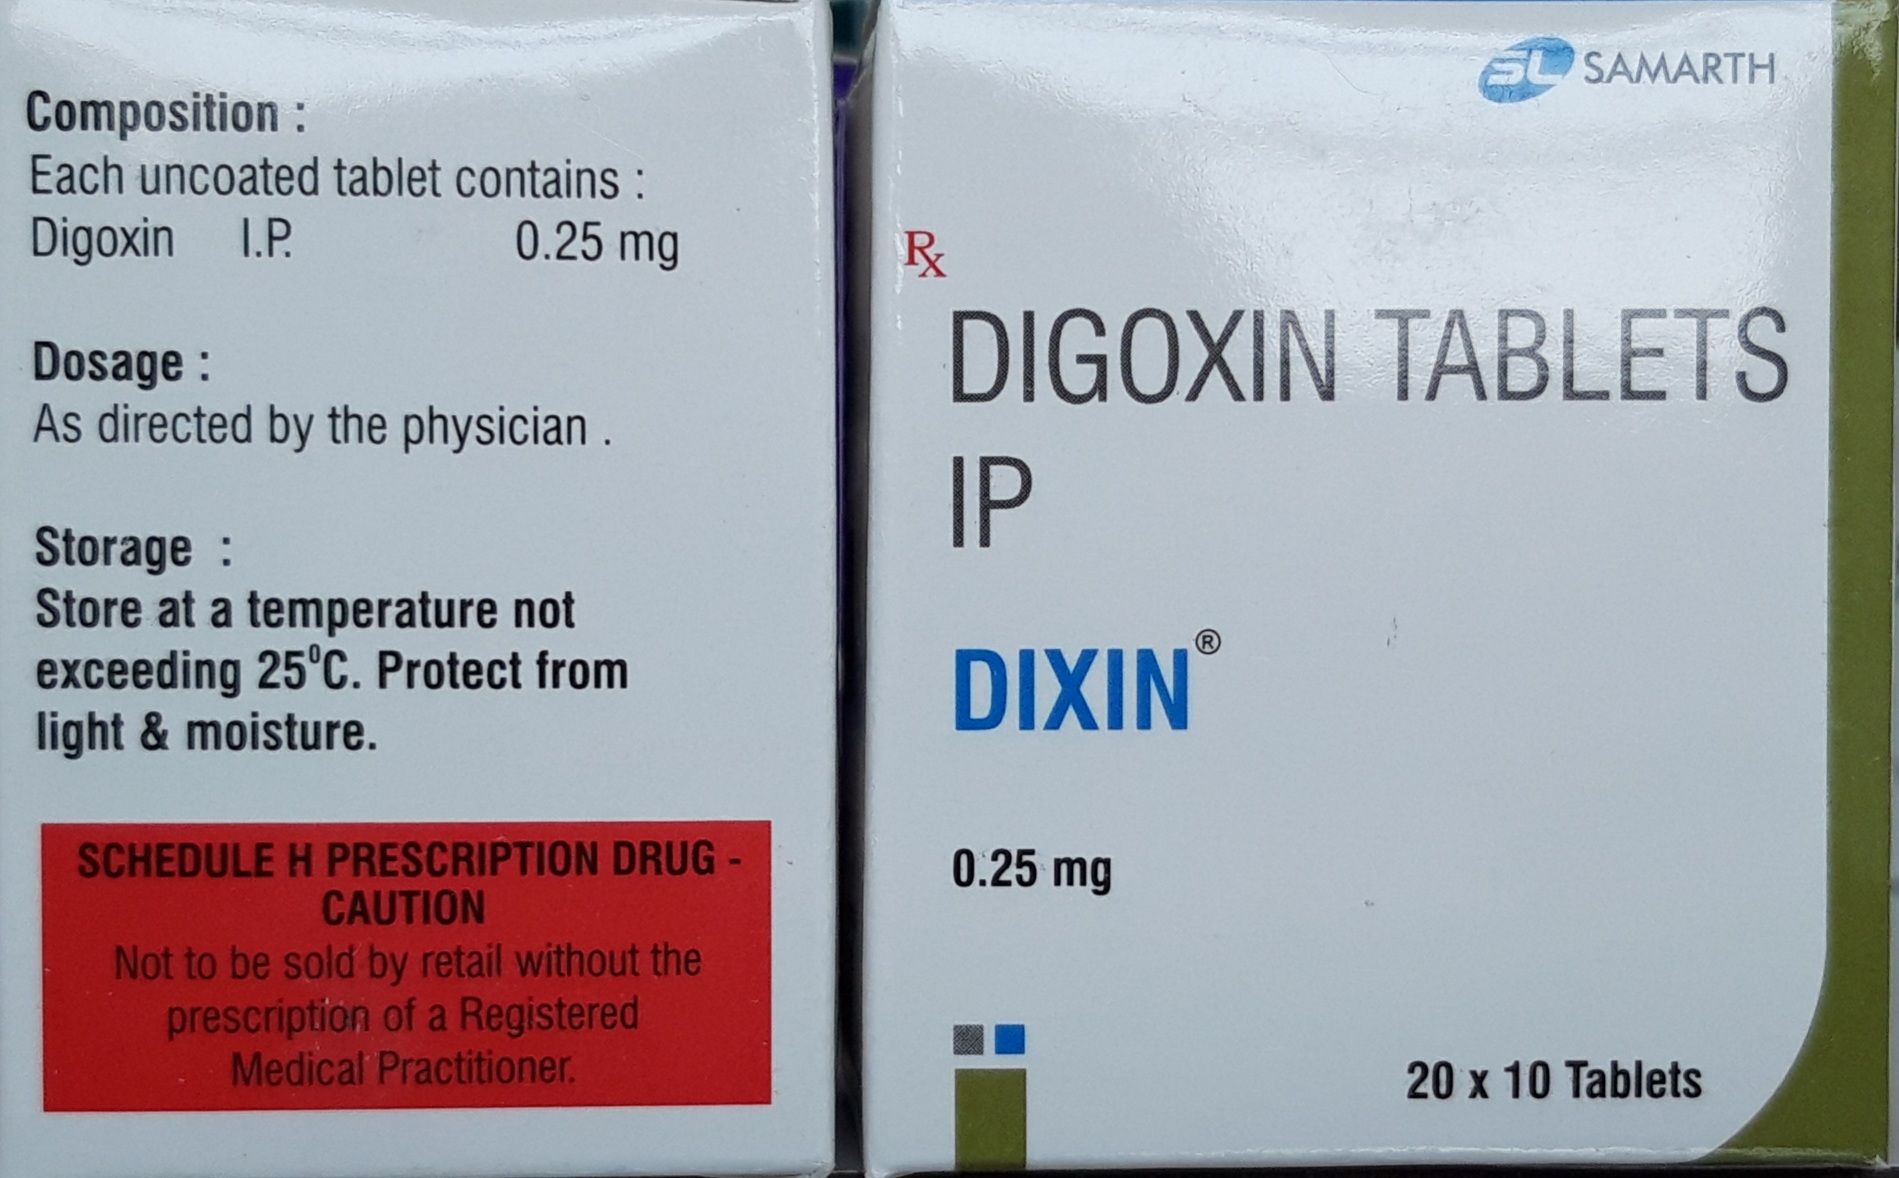 Composition :
Each uncoated tablet contains :
Digoxin I.P. 0.25 mg
Dosage :
As directed by the physician .
Storage :
Store at a temperature not
exceeding 25⁰C. Protect from
light & moisture.
SCHEDULE H PRESCRIPTION DRUG -
CAUTION
Not to be sold by retail without the
prescription of a Registered
Medical Practitioner.
SL SAMARTH
Rx
DIGOXIN TABLETS
IP
DIXIN®
0.25 mg
20 x 10 Tablets